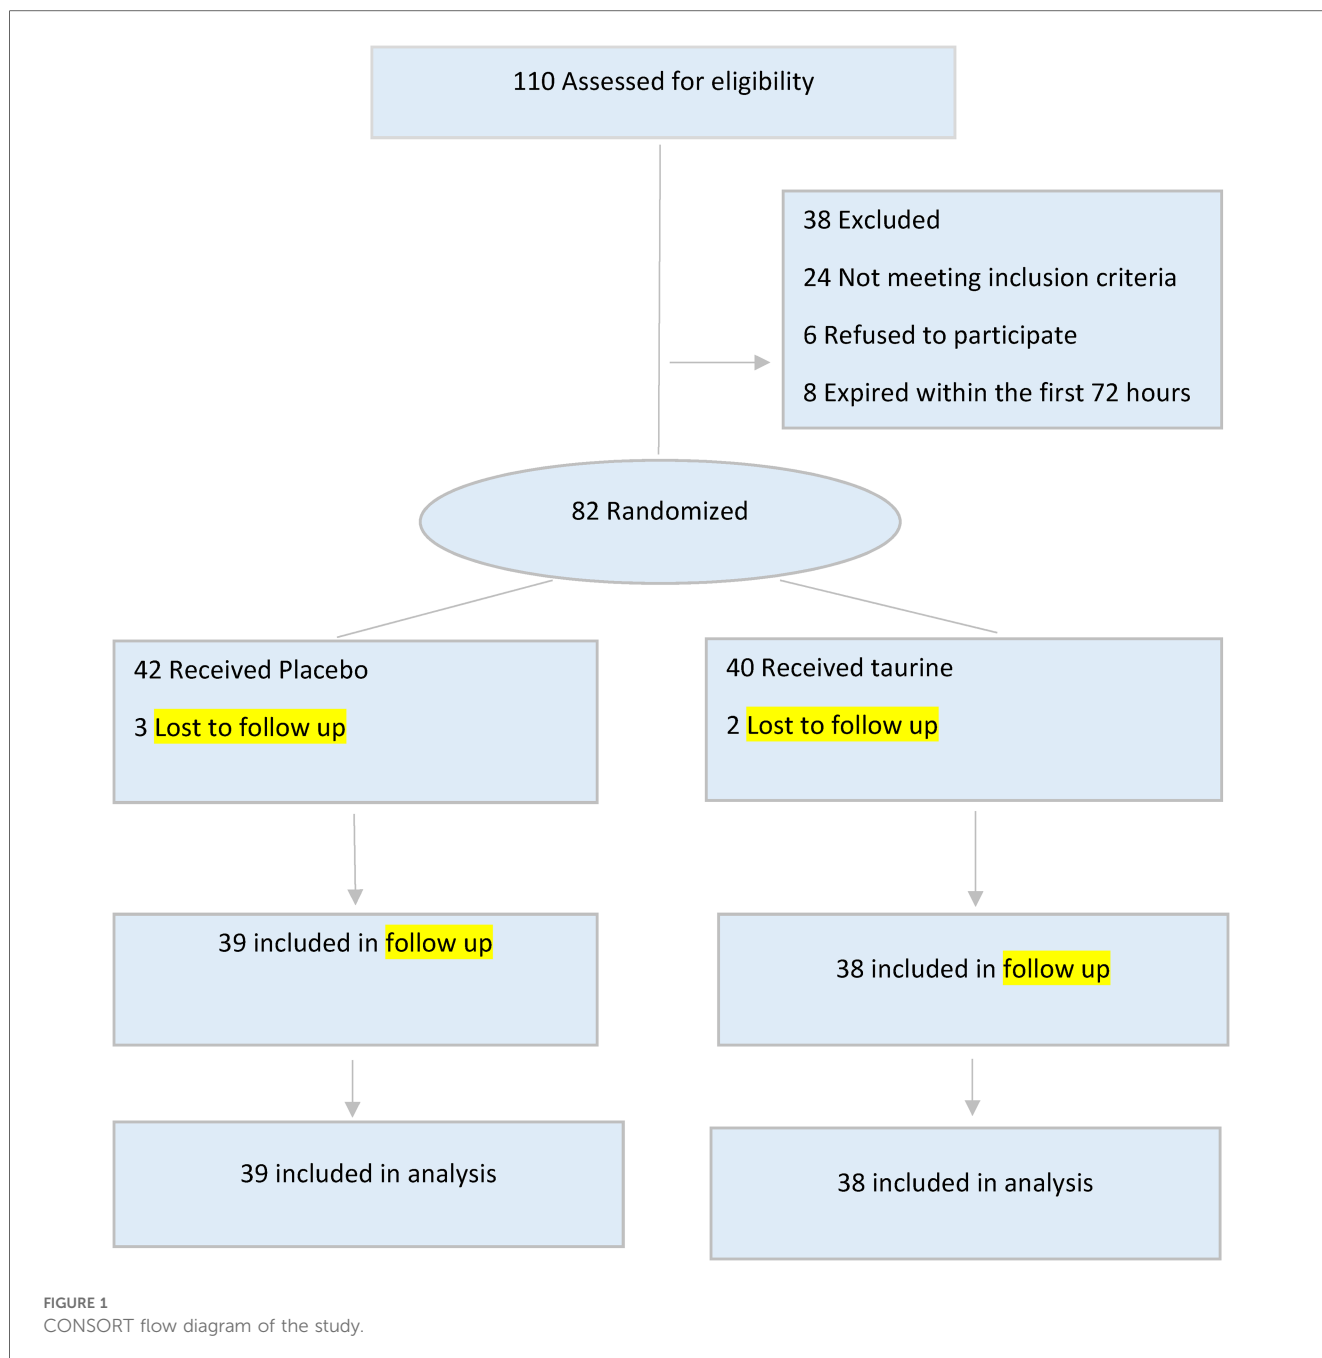 110 Assessed for eligibility
38 Excluded
24 Not meeting inclusion criteria
6 Refused to participate
8 Expired within the first 72 hours
82 Randomized
42 Received Placebo
3 Lost to follow up
40 Received taurine
2 Lost to follow up
39 included in follow up
38 included in follow up
39 included in analysis
38 included in analysis
FIGURE 1
CONSORT flow diagram of the study.